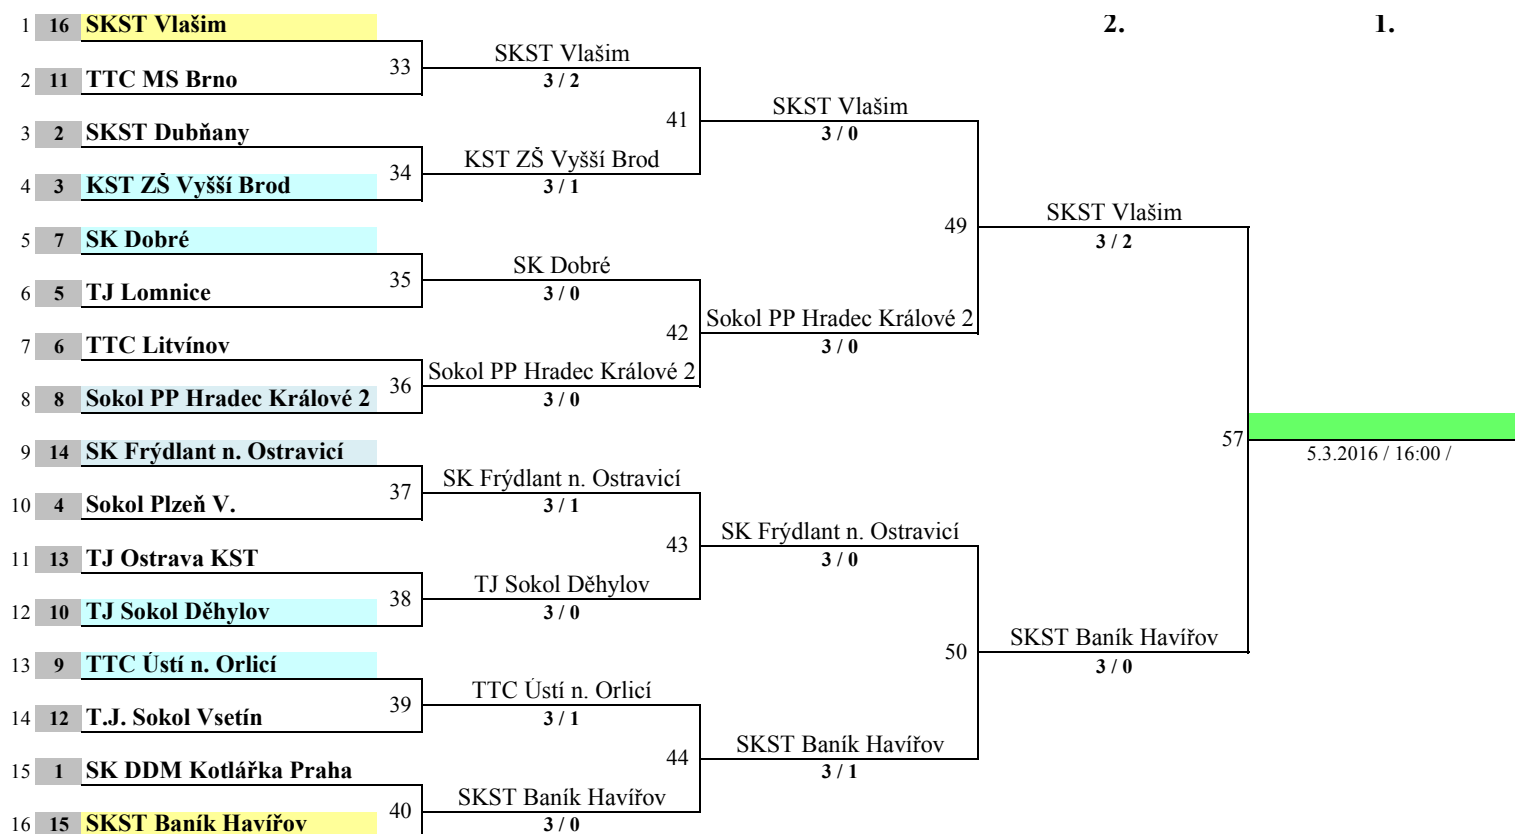 2. 1.
1 16 SKST Vlašim
SKST Vlašim
33
3 / 2
2 11 TTC MS Brno
SKST Vlašim
41
3 / 0
3 2 SKST Dubňany
KST ZŠ Vyšší Brod
34
3 / 1
4 3 KST ZŠ Vyšší Brod
SKST Vlašim
49
3 / 2
5 7 SK Dobré
SK Dobré
35
3 / 0
6 5 TJ Lomnice
Sokol PP Hradec Králové 2
42
3 / 0
7 6 TTC Litvínov
Sokol PP Hradec Králové 2
36
3 / 0
8 8 Sokol PP Hradec Králové 2
57
5.3.2016 / 16:00 /
9 14 SK Frýdlant n. Ostravicí
SK Frýdlant n. Ostravicí
37
3 / 1
10 4 Sokol Plzeň V.
SK Frýdlant n. Ostravicí
43
3 / 0
11 13 TJ Ostrava KST
TJ Sokol Děhylov
38
3 / 0
12 10 TJ Sokol Děhylov
SKST Baník Havířov
50
3 / 0
13 9 TTC Ústí n. Orlicí
TTC Ústí n. Orlicí
39
3 / 1
14 12 T.J. Sokol Vsetín
SKST Baník Havířov
44
3 / 1
15 1 SK DDM Kotlářka Praha
SKST Baník Havířov
40
3 / 0
16 15 SKST Baník Havířov